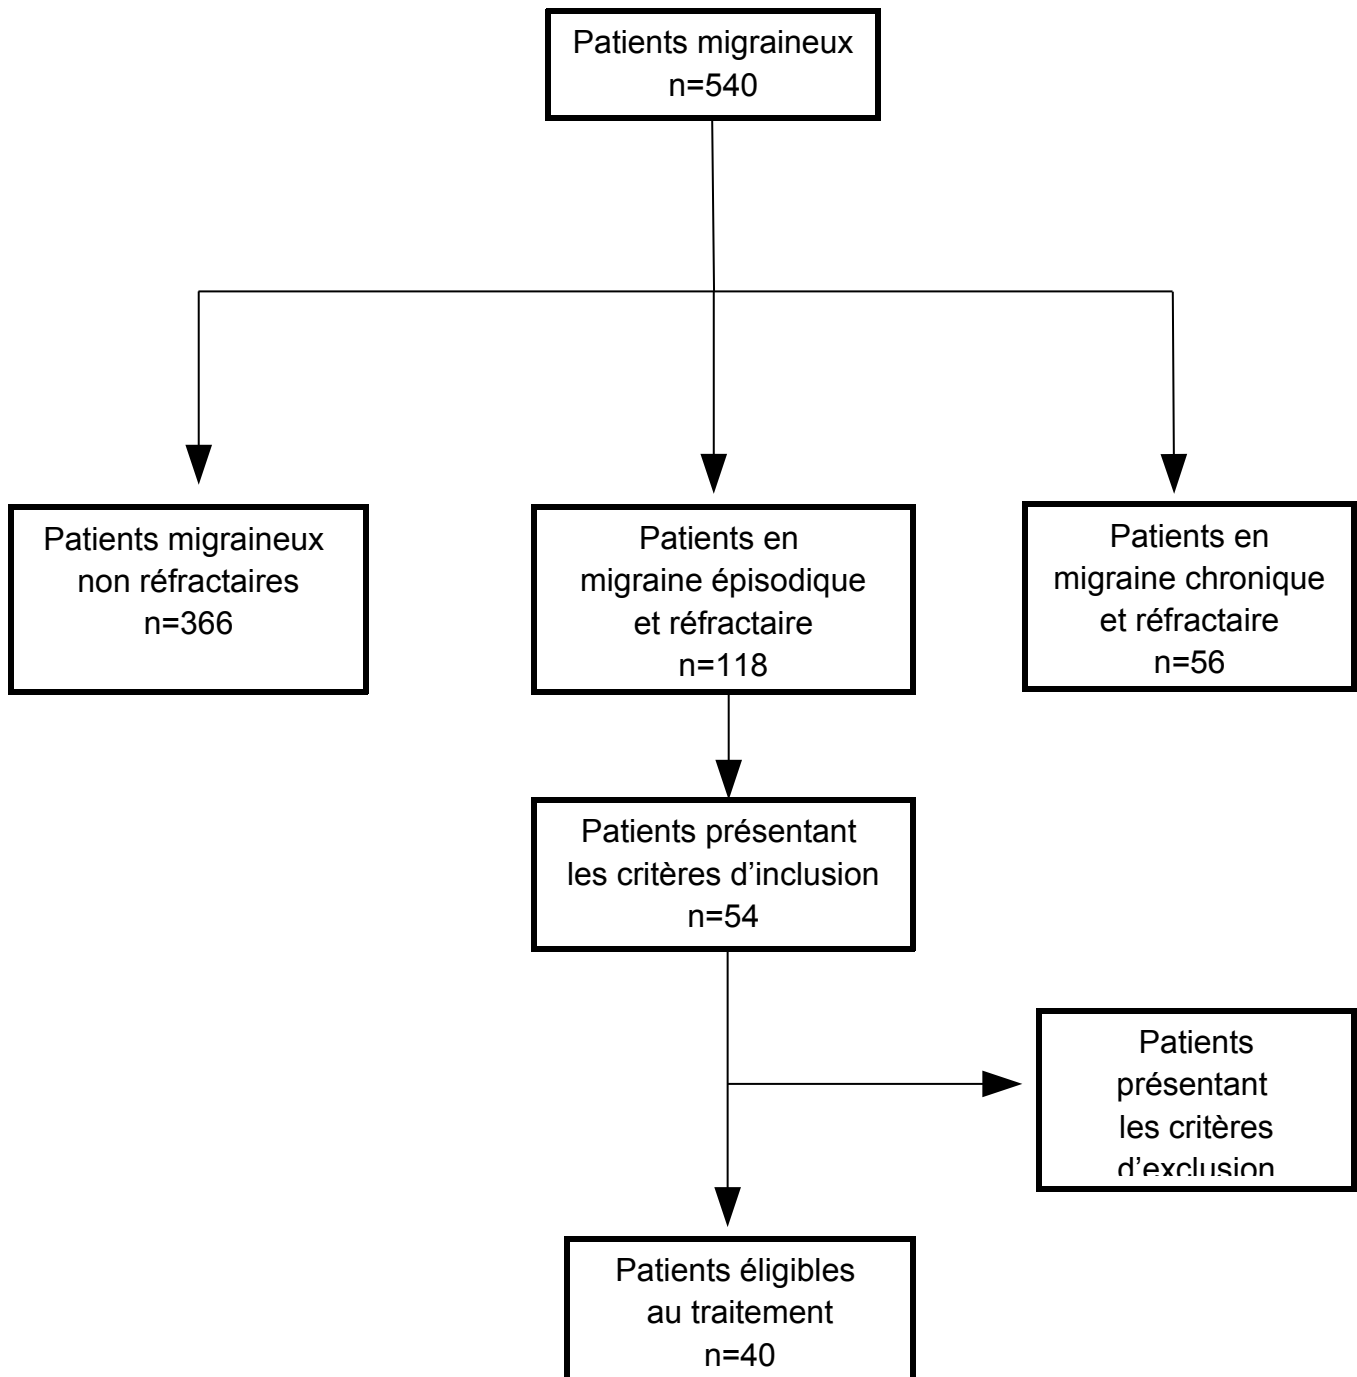 Patients migraineux
n=540
Patients migraineux
non réfractaires
n=366
Patients en
migraine épisodique
et réfractaire
n=118
Patients en
migraine chronique
et réfractaire
n=56
Patients présentant
les critères d’inclusion
n=54
Patients
présentant
les critères
d’exclusion
Patients éligibles
au traitement
n=40